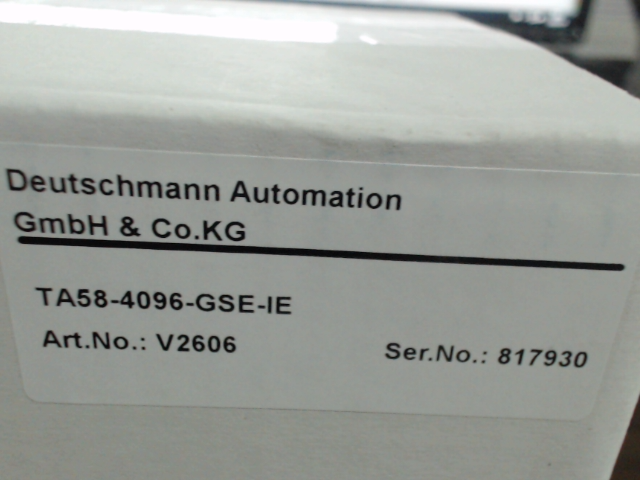 Deutschmann Automation
GmbH & Co.KG
TA58-4096-GSE-IE
Art.No.: V2606
Ser.No.: 817930